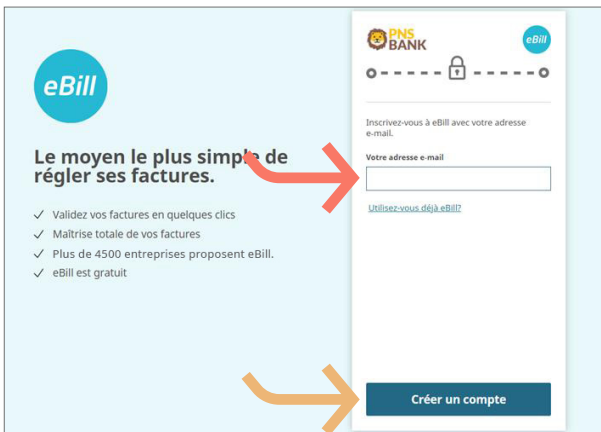 eBill
Le moyen le plus simple de
régler ses factures.
Validez vos factures en quelques clics
Maîtrise totale de vos factures
Plus de 4500 entreprises proposent eBill.
eBill est gratuit
PNS
BANK
eBill
Inscrivez-vous à eBill avec votre adresse
e-mail.
Votre adresse e-mail
Utilisez-vous déjà eBill?
Créer un compte